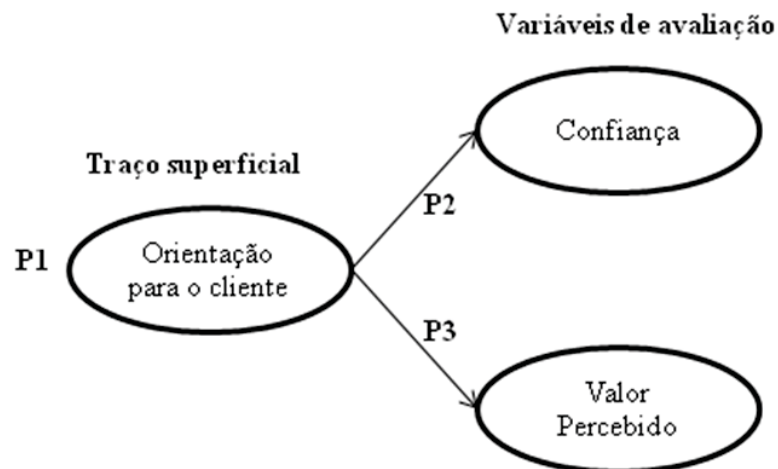 Variáveis de avaliação
Confiança
Traço superficial
P2
P1
Orientação
para o cliente
P3
Valor
Percebido